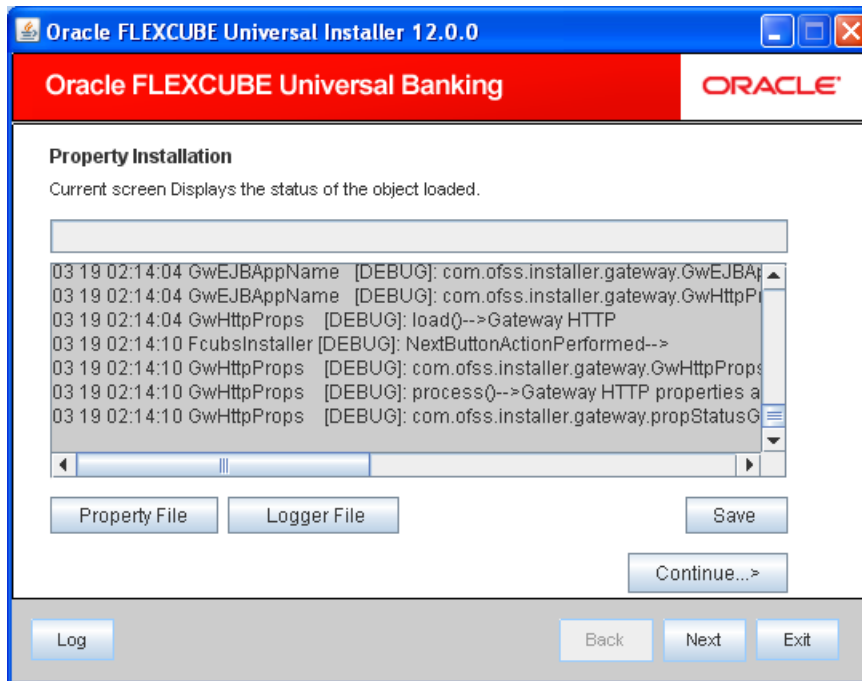 Oracle FLEXCUBE Universal Installer 12.0.0
Oracle FLEXCUBE Universal Banking
ORACLE
Property Installation
Current screen Displays the status of the object loaded.
03 19 02:14:04 GwEJBAppName [DEBUG]: com.ofss.installer.gateway.GwEJBAp
03 19 02:14:04 GwEJBAppName [DEBUG]: com.ofss.installer.gateway.GwHttpPr
03 19 02:14:04 GwHttpProps [DEBUG]: load()-->Gateway HTTP
03 19 02:14:10 FcubsInstaller [DEBUG]: NextButtonActionPerformed-->
03 19 02:14:10 GwHttpProps [DEBUG]: com.ofss.installer.gateway.GwHttpProps
03 19 02:14:10 GwHttpProps [DEBUG]: process()-->Gateway HTTP properties a
03 19 02:14:10 GwHttpProps [DEBUG]: com.ofss.installer.gateway.propStatusG
Property File Logger File Save
Continue...>
Log Back Next Exit